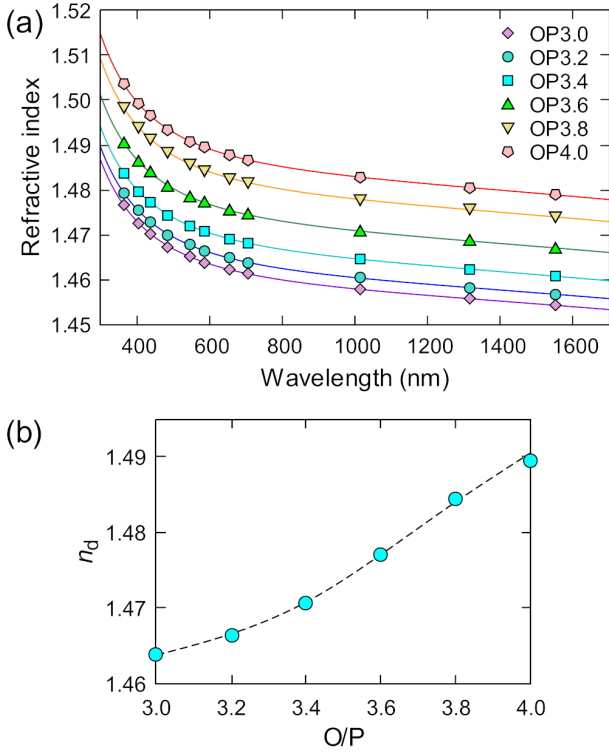 (a)
1.52
1.51
1.50
1.49
1.48
1.47
1.46
1.45
Refractive index
OP3.0
OP3.2
OP3.4
OP3.6
OP3.8
OP4.0
400 600 800 1000 1200 1400 1600
Wavelength (nm)
(b)
1.49
1.48
1.47
1.46
nd
3.0 3.2 3.4 3.6 3.8 4.0
O/P